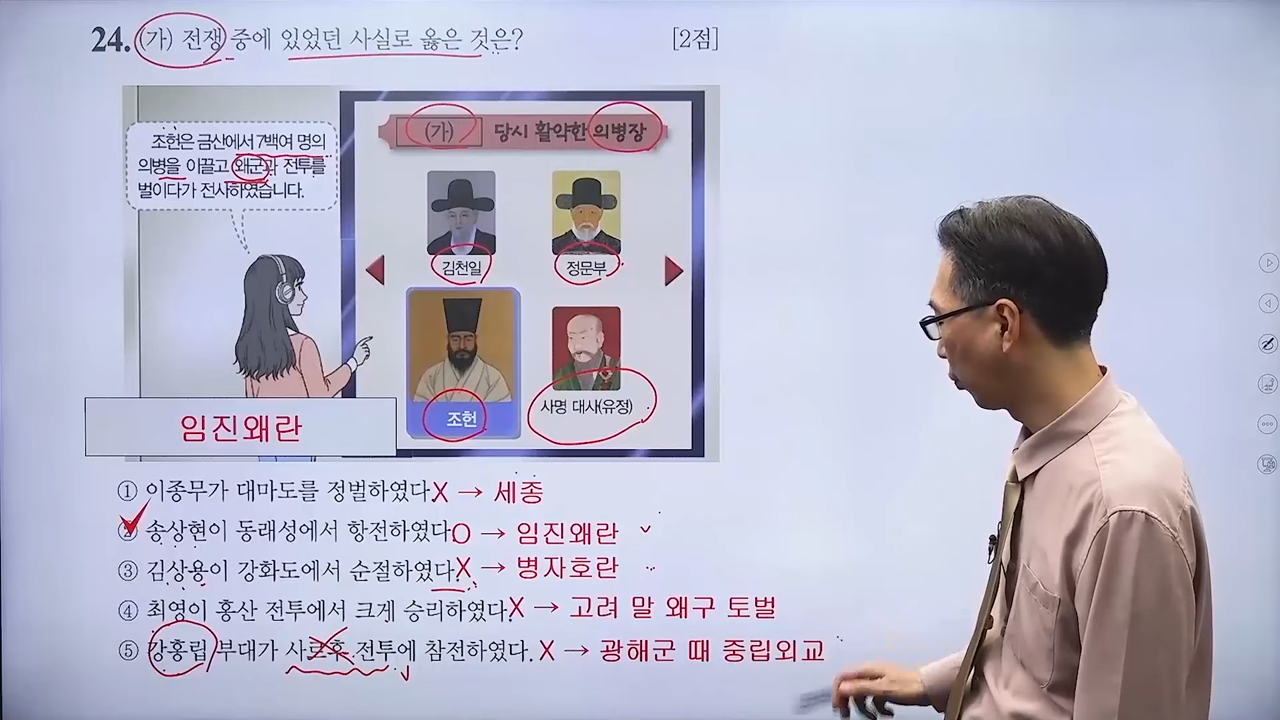 24. (가) 전쟁 중에 있었던 사실로 옳은 것은? [2점]
조헌은 금산에서 7백여 명의
의병을 이끌고 왜군과 전투를
벌이다가 전사하였습니다.
(가) 당시 활약한 의병장
김천일
정문부
조헌
사명 대사(유정)
임진왜란
① 이종무가 대마도를 정벌하였다. X → 세종
② 송상현이 동래성에서 항전하였다. O → 임진왜란
③ 김상용이 강화도에서 순절하였다. X → 병자호란
④ 최영이 홍산 전투에서 크게 승리하였다. X → 고려 말 왜구 토벌
⑤ 강홍립 부대가 사르후 전투에 참전하였다. X → 광해군 때 중립외교